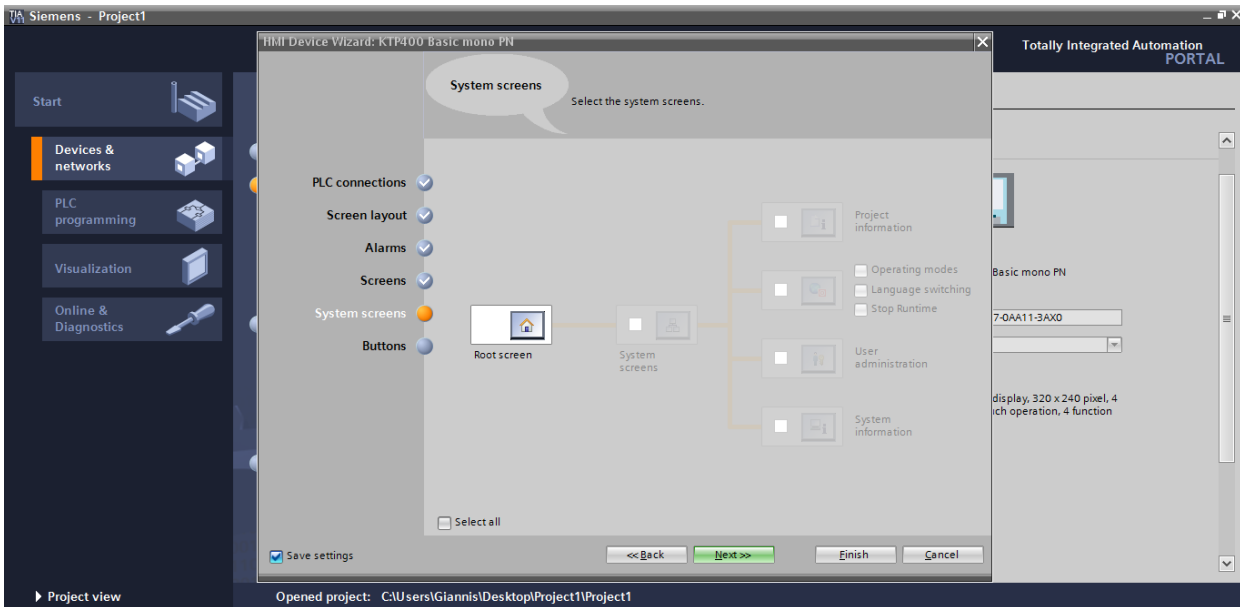 Siemens - Project1
Totally Integrated Automation
PORTAL
Start
Devices &
networks
PLC
programming
Visualization
Online &
Diagnostics
Project view
HMI Device Wizard: KTP400 Basic mono PN
System screens
Select the system screens.
PLC connections
Screen layout
Alarms
Screens
System screens
Buttons
Root screen
System
screens
Project
information
Operating modes
Language switching
Stop Runtime
User
administration
System
information
Select all
Save settings
<< Back
Next >>
Finish
Cancel
Basic mono PN
7-0AA11-3AX0
display, 320 x 240 pixel, 4
ch operation, 4 function
Opened project: C:\Users\Giannis\Desktop\Project1\Project1